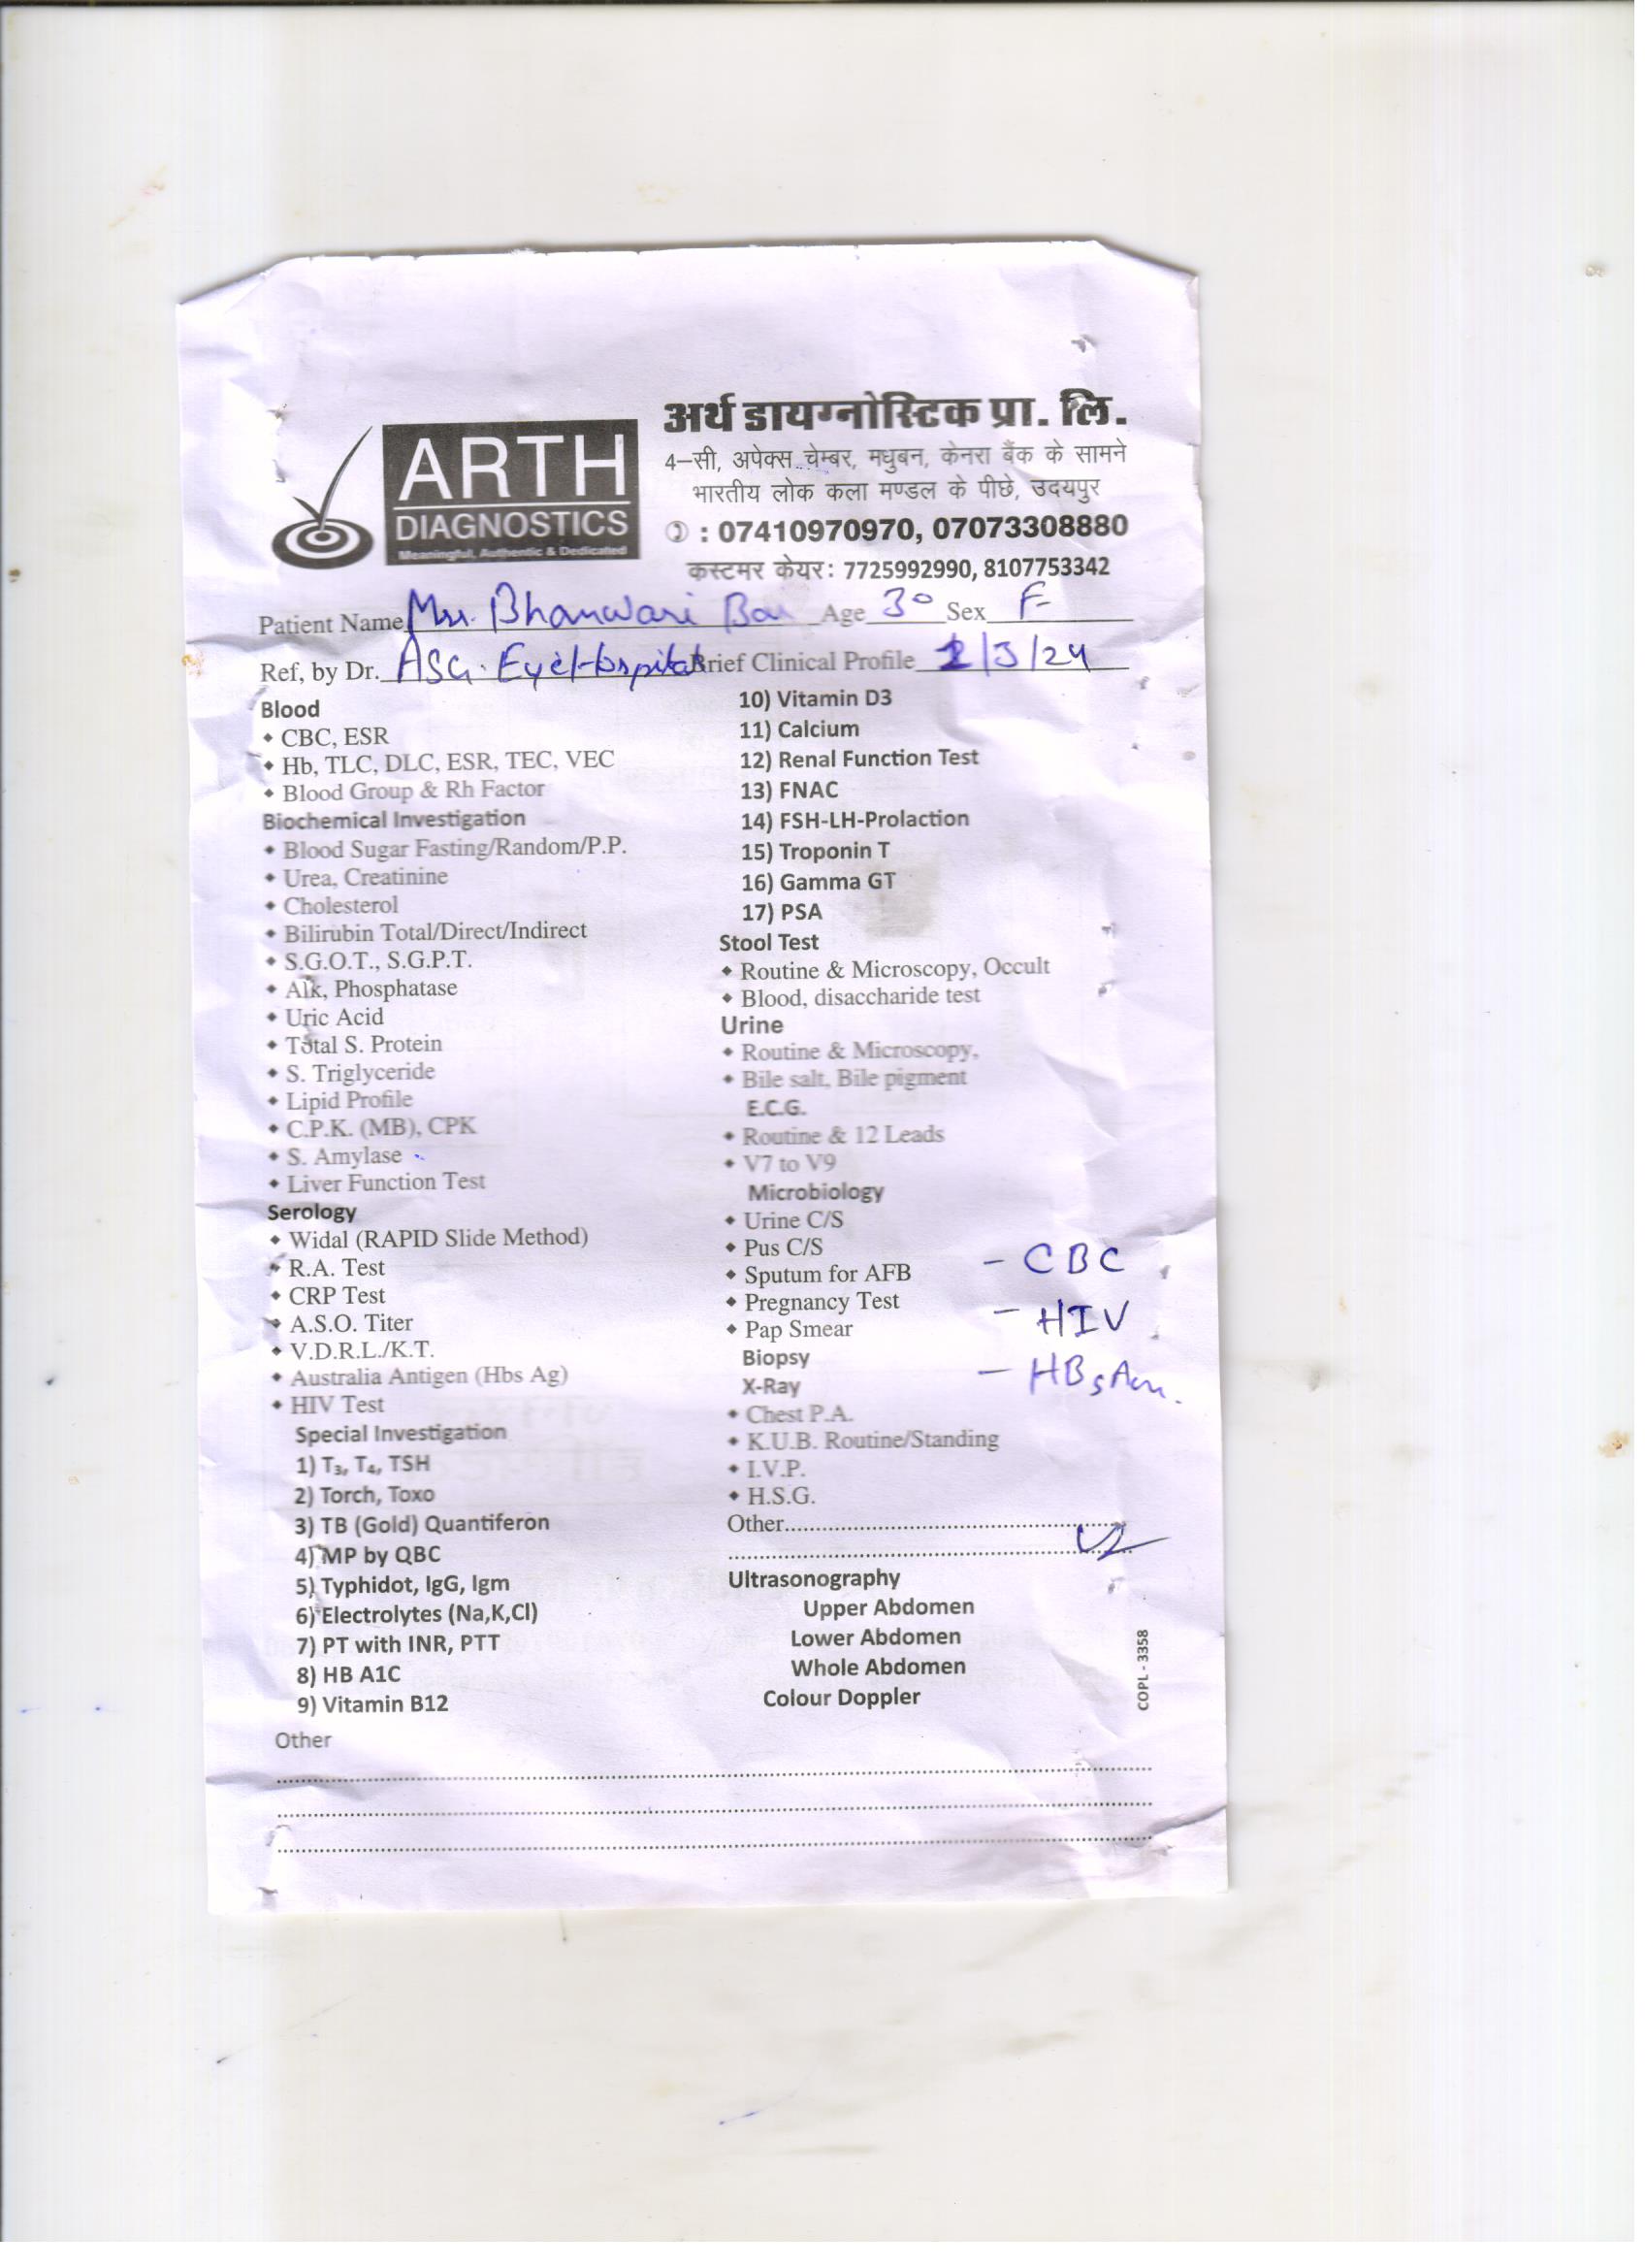 अर्थ डायग्नोस्टिक प्रा. लि.
ARTH
DIAGNOSTICS
Meaningful, Authentic & Dedicated
4–सी, अपेक्स चेम्बर, मधुबन, केनरा बैंक के सामने
भारतीय लोक कला मण्डल के पीछे, उदयपुर
: 07410970970, 07073308880
कस्टमर केयर: 7725992990, 8107753342
Patient Name Bhanwari Age 30 Sex F
Ref, by Dr. ASG. Eye Hospital Brief Clinical Profile /3/24
Blood
• CBC, ESR
• Hb, TLC, DLC, ESR, TEC, VEC
• Blood Group & Rh Factor
Biochemical Investigation
• Blood Sugar Fasting/Random/P.P.
• Urea, Creatinine
• Cholesterol
• Bilirubin Total/Direct/Indirect
• S.G.O.T., S.G.P.T.
• Alk, Phosphatase
• Uric Acid
• Total S. Protein
• S. Triglyceride
• Lipid Profile
• C.P.K. (MB), CPK
• S. Amylase
• Liver Function Test
Serology
• Widal (RAPID Slide Method)
• R.A. Test
• CRP Test
• A.S.O. Titer
• V.D.R.L./K.T.
• Australia Antigen (Hbs Ag)
• HIV Test
Special Investigation
1) T₃, T₄, TSH
2) Torch, Toxo
3) TB (Gold) Quantiferon
4) MP by QBC
5) Typhidot, IgG, Igm
6) Electrolytes (Na,K,Cl)
7) PT with INR, PTT
8) HB A1C
9) Vitamin B12
10) Vitamin D3
11) Calcium
12) Renal Function Test
13) FNAC
14) FSH-LH-Prolaction
15) Troponin T
16) Gamma GT
17) PSA
Stool Test
• Routine & Microscopy, Occult
• Blood, disaccharide test
Urine
• Routine & Microscopy,
• Bile salt, Bile pigment
E.C.G.
• Routine & 12 Leads
• V7 to V9
Microbiology
• Urine C/S
• Pus C/S
• Sputum for AFB
• Pregnancy Test
• Pap Smear
Biopsy
X-Ray
• Chest P.A.
• K.U.B. Routine/Standing
• I.V.P.
• H.S.G.
Other
- CBC
- HIV
Ultrasonography
Upper Abdomen
Lower Abdomen
Whole Abdomen
Colour Doppler
COPL - 3358
Other